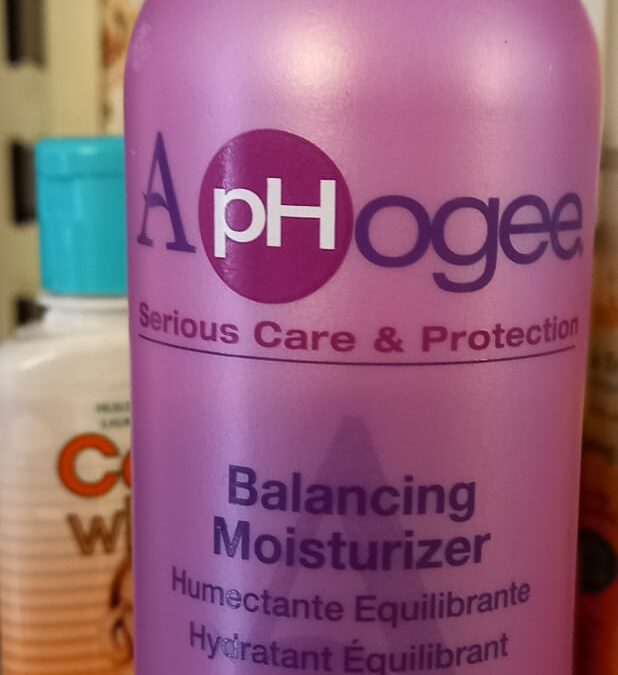 ApHogee
Serious Care & Protection
Balancing
Moisturizer
Humectante Equilibrante
Hydratant Équilibrant